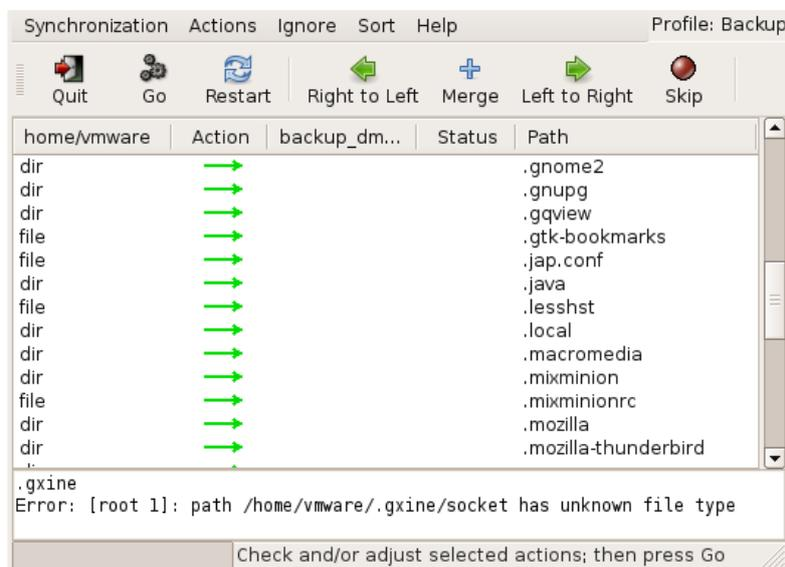 Synchronization Actions Ignore Sort Help Profile: Backup
Quit Go Restart Right to Left Merge Left to Right Skip
home/vmware Action backup_dm... Status Path
dir .gnome2
dir .gnupg
dir .gqview
file .gtk-bookmarks
file .jap.conf
dir .java
file .lesshst
dir .local
dir .macromedia
dir .mixminion
file .mixminionrc
dir .mozilla
dir .mozilla-thunderbird
.gxine
Error: [root 1]: path /home/vmware/.gxine/socket has unknown file type
Check and/or adjust selected actions; then press Go